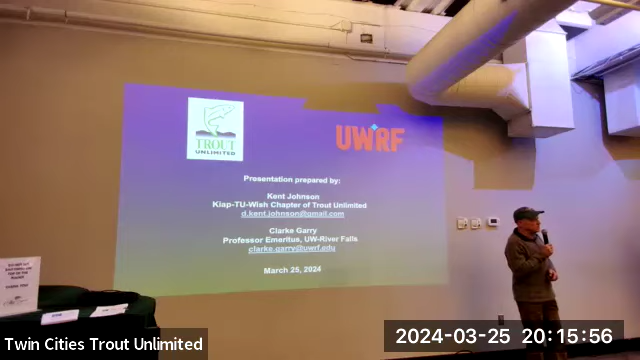 TROUT
UNLIMITED
UWRF
Presentation prepared by:
Kent Johnson
Kiap-TU-Wish Chapter of Trout Unlimited
d.kent.johnson@gmail.com
Clarke Garry
Professor Emeritus, UW-River Falls
clarke.garry@uwrf.edu
March 25, 2024
Twin Cities Trout Unlimited
2024-03-25 20:15:56